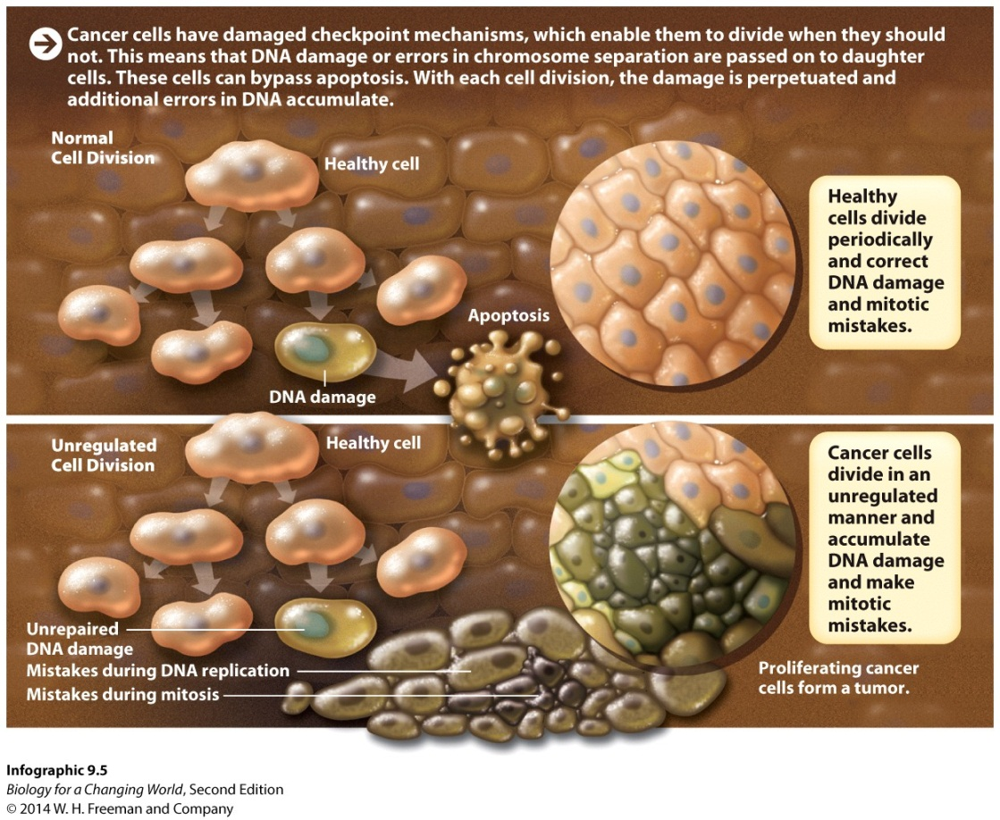 Cancer cells have damaged checkpoint mechanisms, which enable them to divide when they should
not. This means that DNA damage or errors in chromosome separation are passed on to daughter
cells. These cells can bypass apoptosis. With each cell division, the damage is perpetuated and
additional errors in DNA accumulate.
Normal
Cell Division
Healthy cell
Apoptosis
DNA damage
Healthy
cells divide
periodically
and correct
DNA damage
and mitotic
mistakes.
Unregulated
Cell Division
Healthy cell
Unrepaired
DNA damage
Mistakes during DNA replication
Mistakes during mitosis
Cancer cells
divide in an
unregulated
manner and
accumulate
DNA damage
and make
mitotic
mistakes.
Proliferating cancer
cells form a tumor.
Infographic 9.5
Biology for a Changing World, Second Edition
© 2014 W. H. Freeman and Company